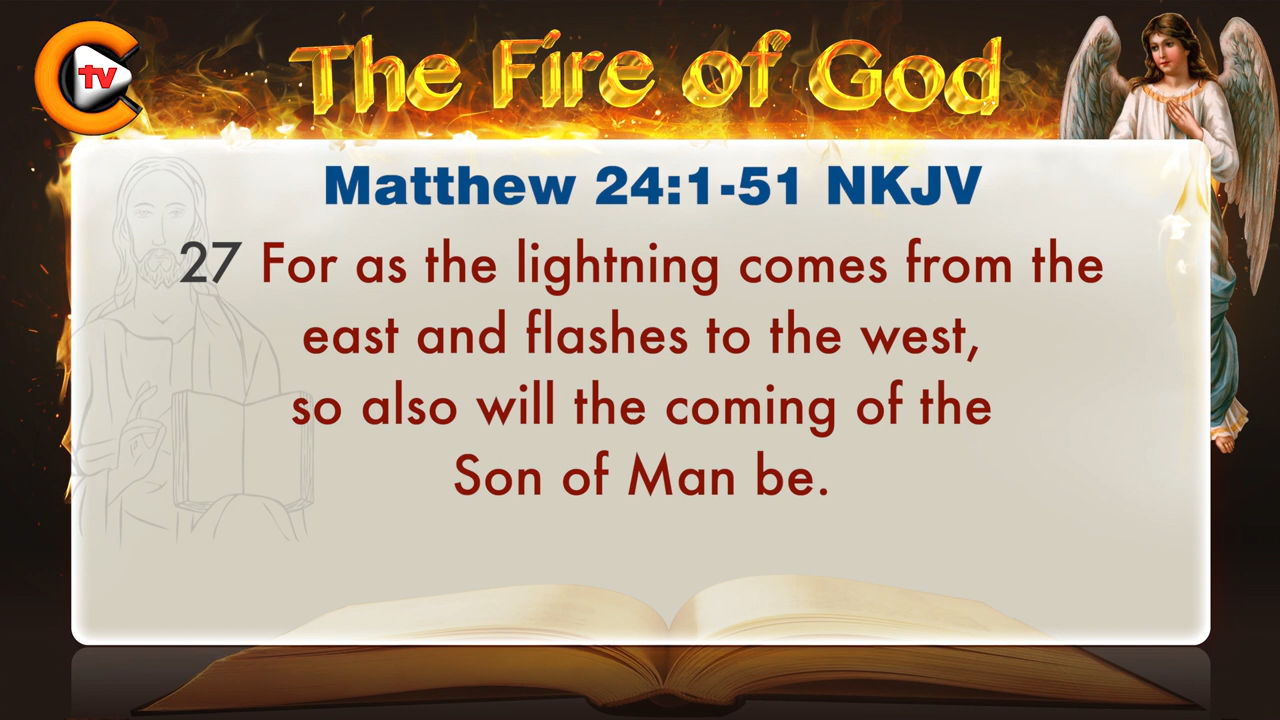 tv
The Fire of God
Matthew 24:1-51 NKJV
27 For as the lightning comes from the
east and flashes to the west,
so also will the coming of the
Son of Man be.